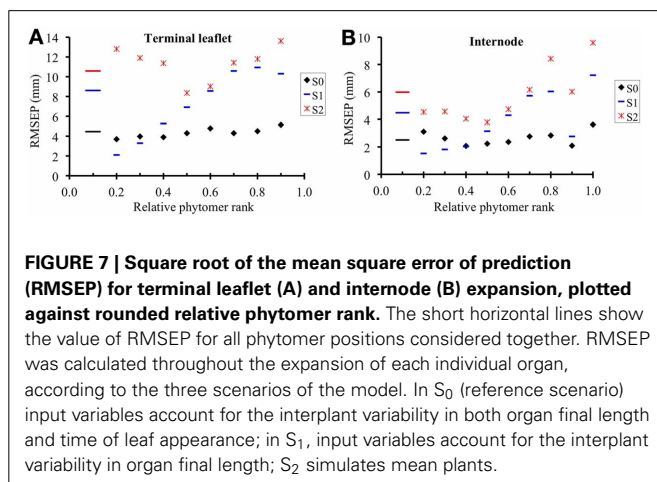 A
Terminal leaflet
14
12
10
8
6
4
2
0
RMSEP (mm)
0.0 0.2 0.4 0.6 0.8 1.0
Relative phytomer rank
S0
S1
S2
B
Internode
10
8
6
4
2
0
RMSEP (mm)
0.0 0.2 0.4 0.6 0.8 1.0
Relative phytomer rank
S0
S1
S2
FIGURE 7 | Square root of the mean square error of prediction
(RMSEP) for terminal leaflet (A) and internode (B) expansion, plotted
against rounded relative phytomer rank. The short horizontal lines show
the value of RMSEP for all phytomer positions considered together. RMSEP
was calculated throughout the expansion of each individual organ,
according to the three scenarios of the model. In S0 (reference scenario)
input variables account for the interplant variability in both organ final length
and time of leaf appearance; in S1, input variables account for the interplant
variability in organ final length; S2 simulates mean plants.